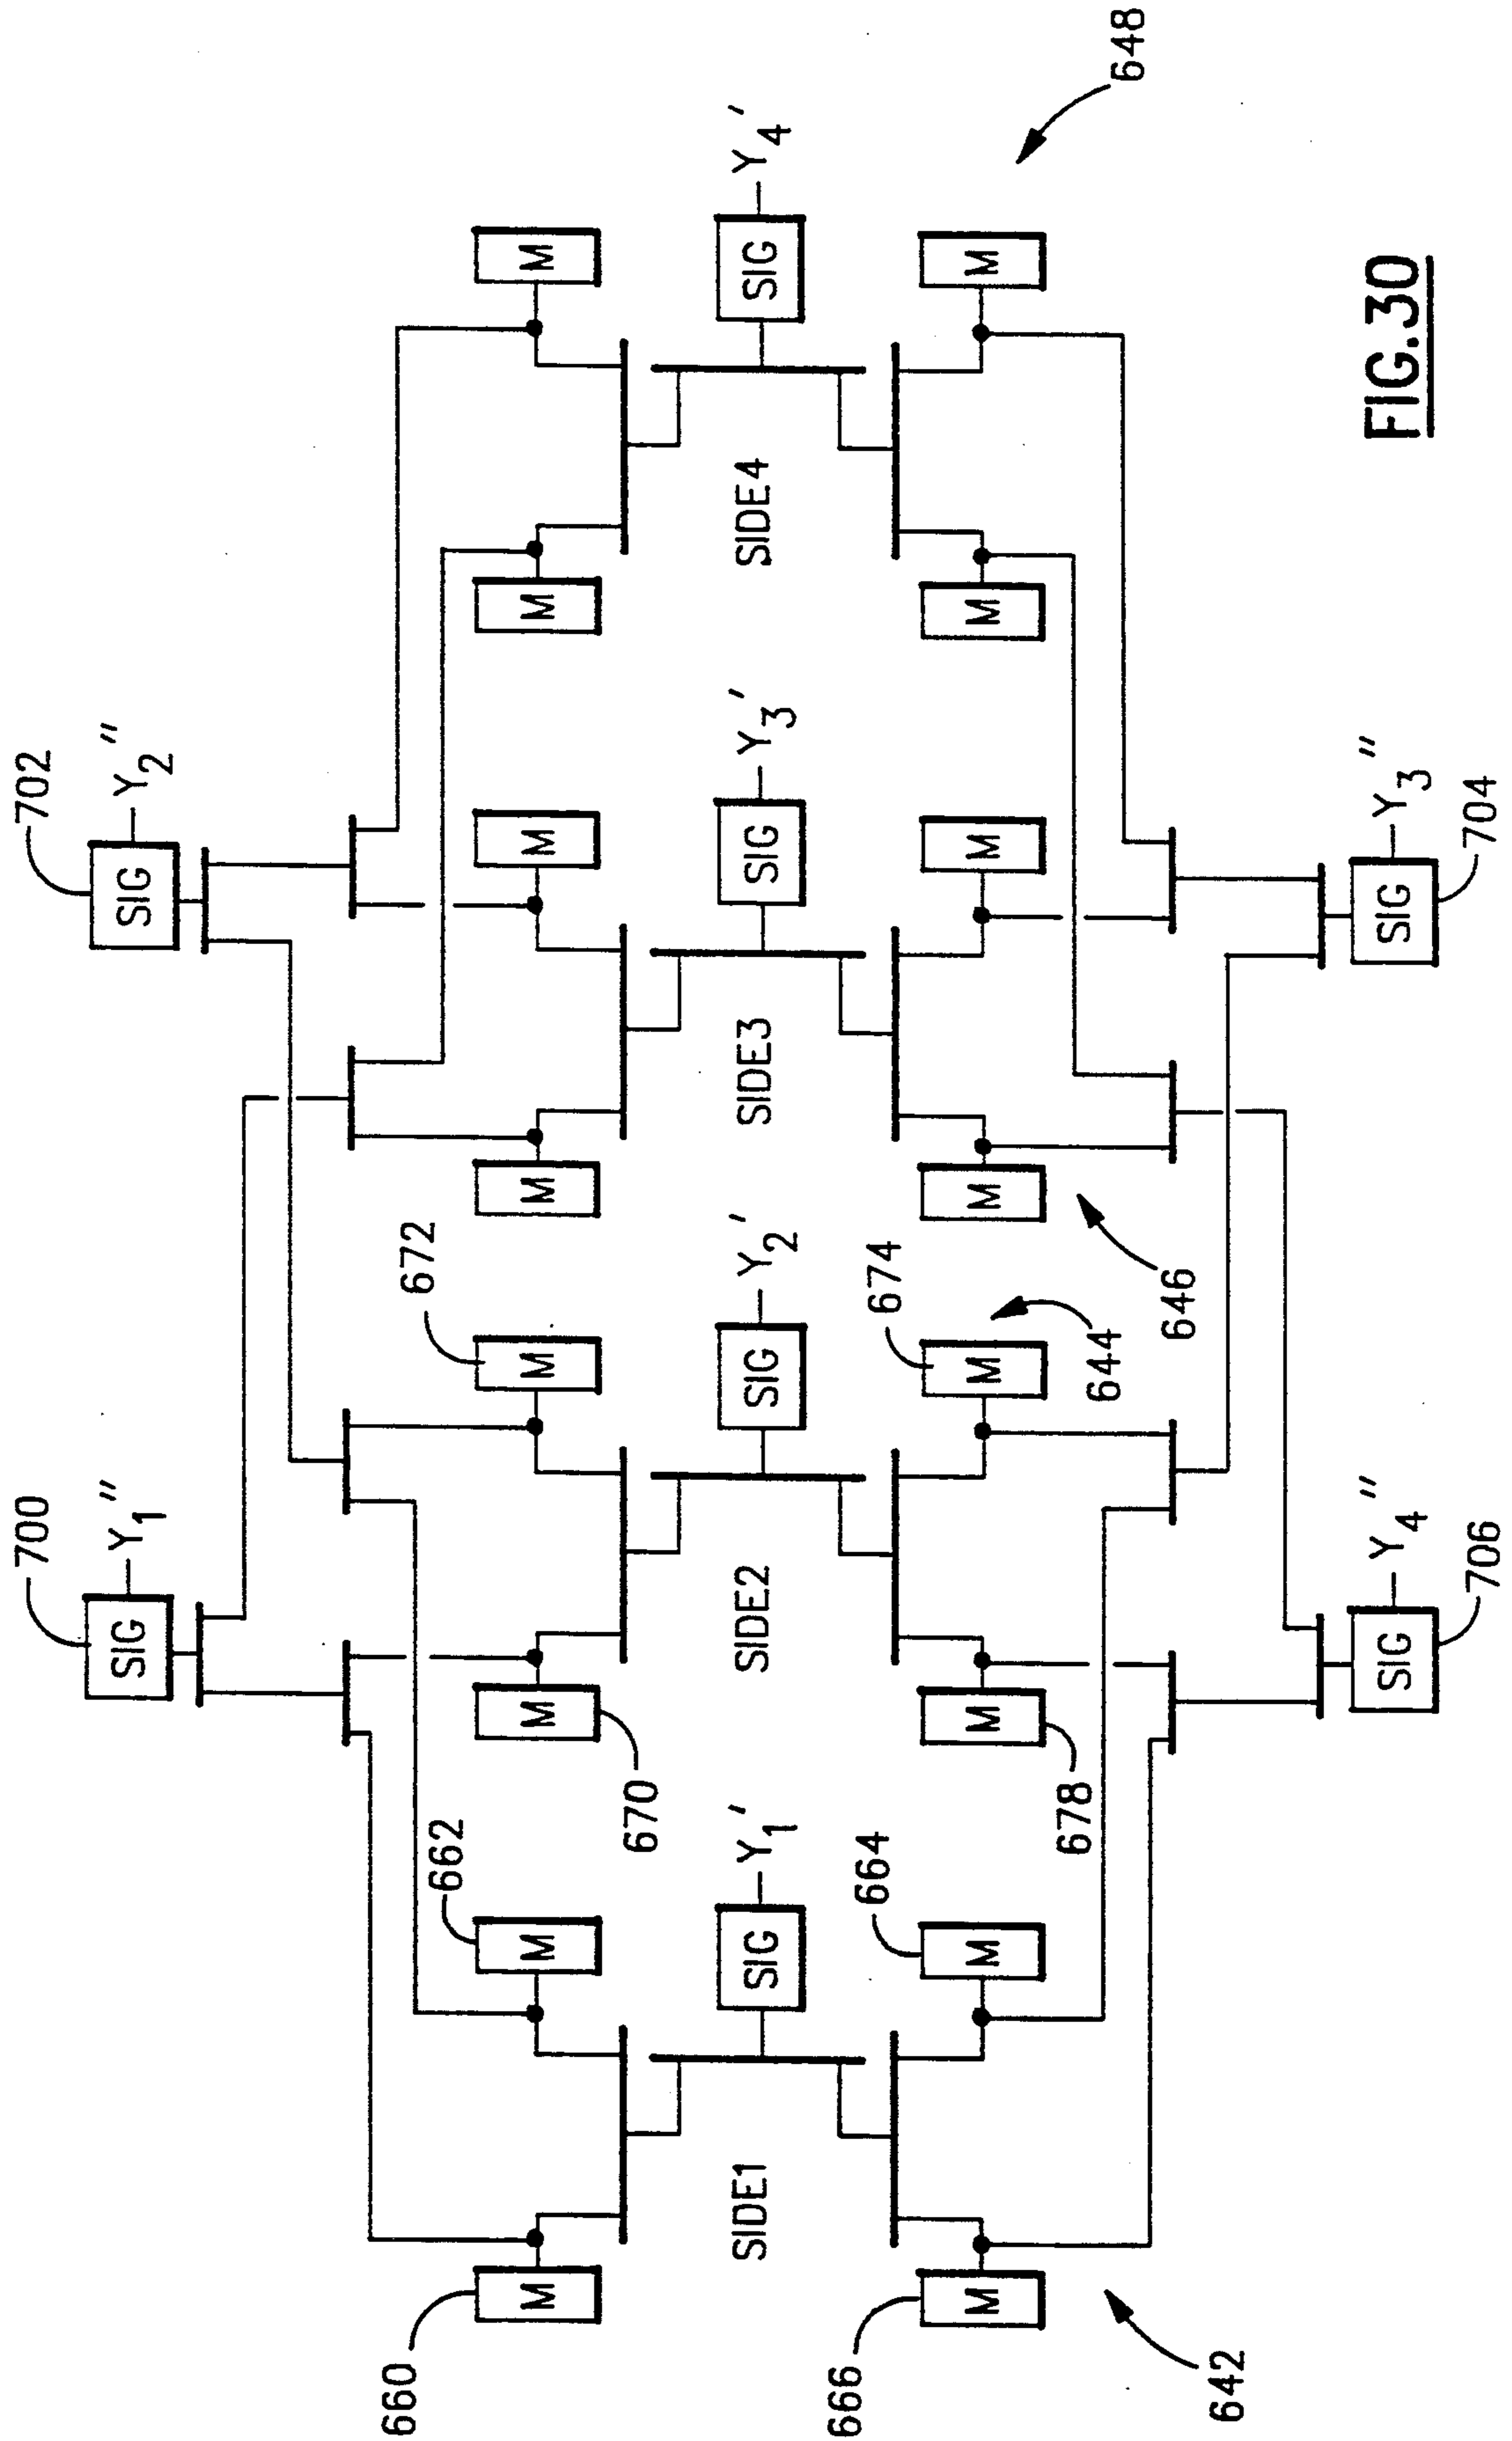 700
SIG
Y1"
702
SIG
Y2"
660
M
662
M
M
670
M
672
M
M
M
M
SIDE1
SIG
Y1'
SIDE2
SIG
Y2'
SIDE3
SIG
Y3'
SIDE4
SIG
Y4'
666
M
664
M
678
M
674
M
M
M
M
M
642
644
646
648
SIG
Y4"
706
SIG
Y3"
704
FIG.30